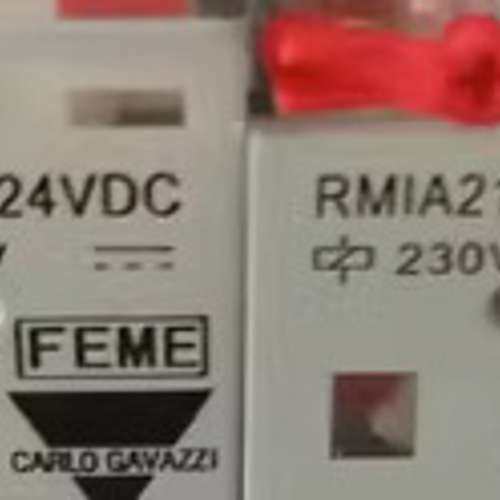 24VDC
FEME
CARLO GAVAZZI
RMIA21
230V